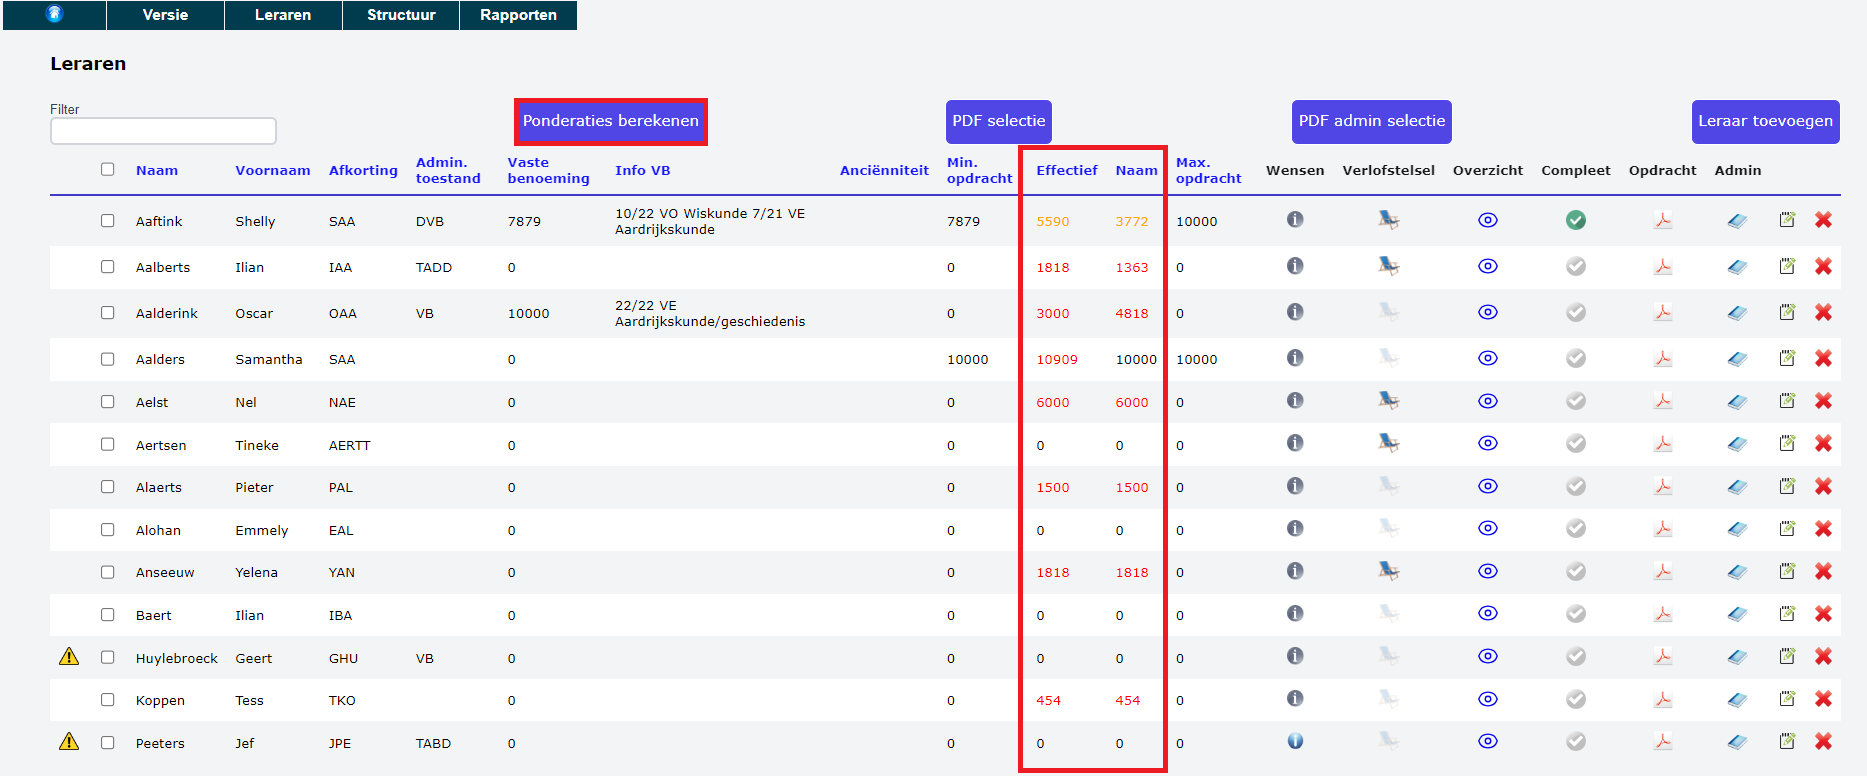 Versie Leraren Structuur Rapporten
Leraren
Filter
Ponderaties berekenen PDF selectie PDF admin selectie Leraar toevoegen
Naam Voornaam Afkorting Admin. toestand Vaste benoeming Info VB Anciënniteit Min. opdracht Effectief Naam Max. opdracht Wensen Verlofstelsel Overzicht Compleet Opdracht Admin
Aaftink Shelly SAA DVB 7879 10/22 VO Wiskunde 7/21 VE Aardrijkskunde 7879 5590 3772 10000
Aalberts Ilian IAA TADD 0 0 1818 1363 0
Aalderink Oscar OAA VB 10000 22/22 VE Aardrijkskunde/geschiedenis 0 3000 4818 0
Aalders Samantha SAA 0 10000 10909 10000 10000
Aelst Nel NAE 0 0 6000 6000 0
Aertsen Tineke AERTT 0 0 0 0 0
Alaerts Pieter PAL 0 0 1500 1500 0
Alohan Emmely EAL 0 0 0 0 0
Anseeuw Yelena YAN 0 0 1818 1818 0
Baert Ilian IBA 0 0 0 0 0
Huylebroeck Geert GHU VB 0 0 0 0 0
Koppen Tess TKO 0 0 454 454 0
Peeters Jef JPE TABD 0 0 0 0 0